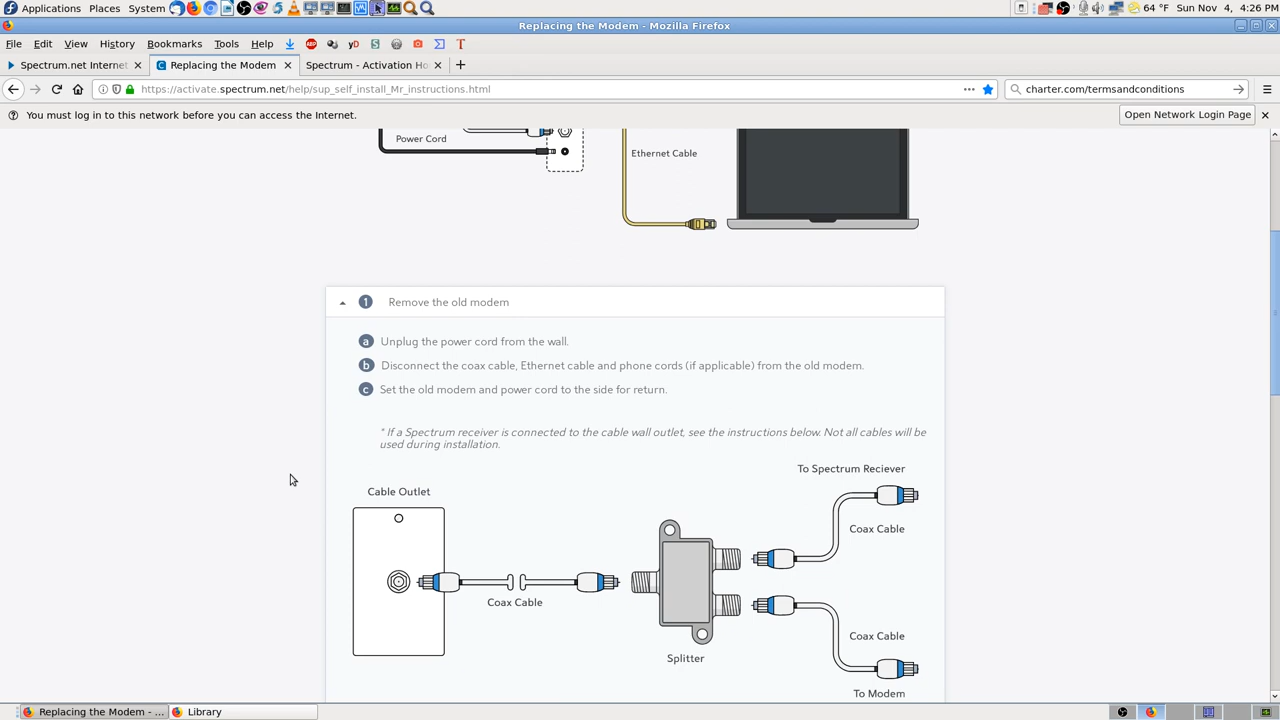 Applications Places System 64 °F Sun Nov 4, 4:26 PM
Replacing the Modem - Mozilla Firefox
File Edit View History Bookmarks Tools Help
Spectrum.net Internet
Replacing the Modem
Spectrum - Activation Ho
https://activate.spectrum.net/help/sup_self_install_Mr_instructions.html
charter.com/termsandconditions
You must log in to this network before you can access the Internet.
Open Network Login Page
Power Cord
Ethernet Cable
1 Remove the old modem
a Unplug the power cord from the wall.
b Disconnect the coax cable, Ethernet cable and phone cords (if applicable) from the old modem.
c Set the old modem and power cord to the side for return.
* If a Spectrum receiver is connected to the cable wall outlet, see the instructions below. Not all cables will be
used during installation.
To Spectrum Reciever
Cable Outlet
Coax Cable
Coax Cable
Coax Cable
Splitter
To Modem
Replacing the Modem - ...
Library